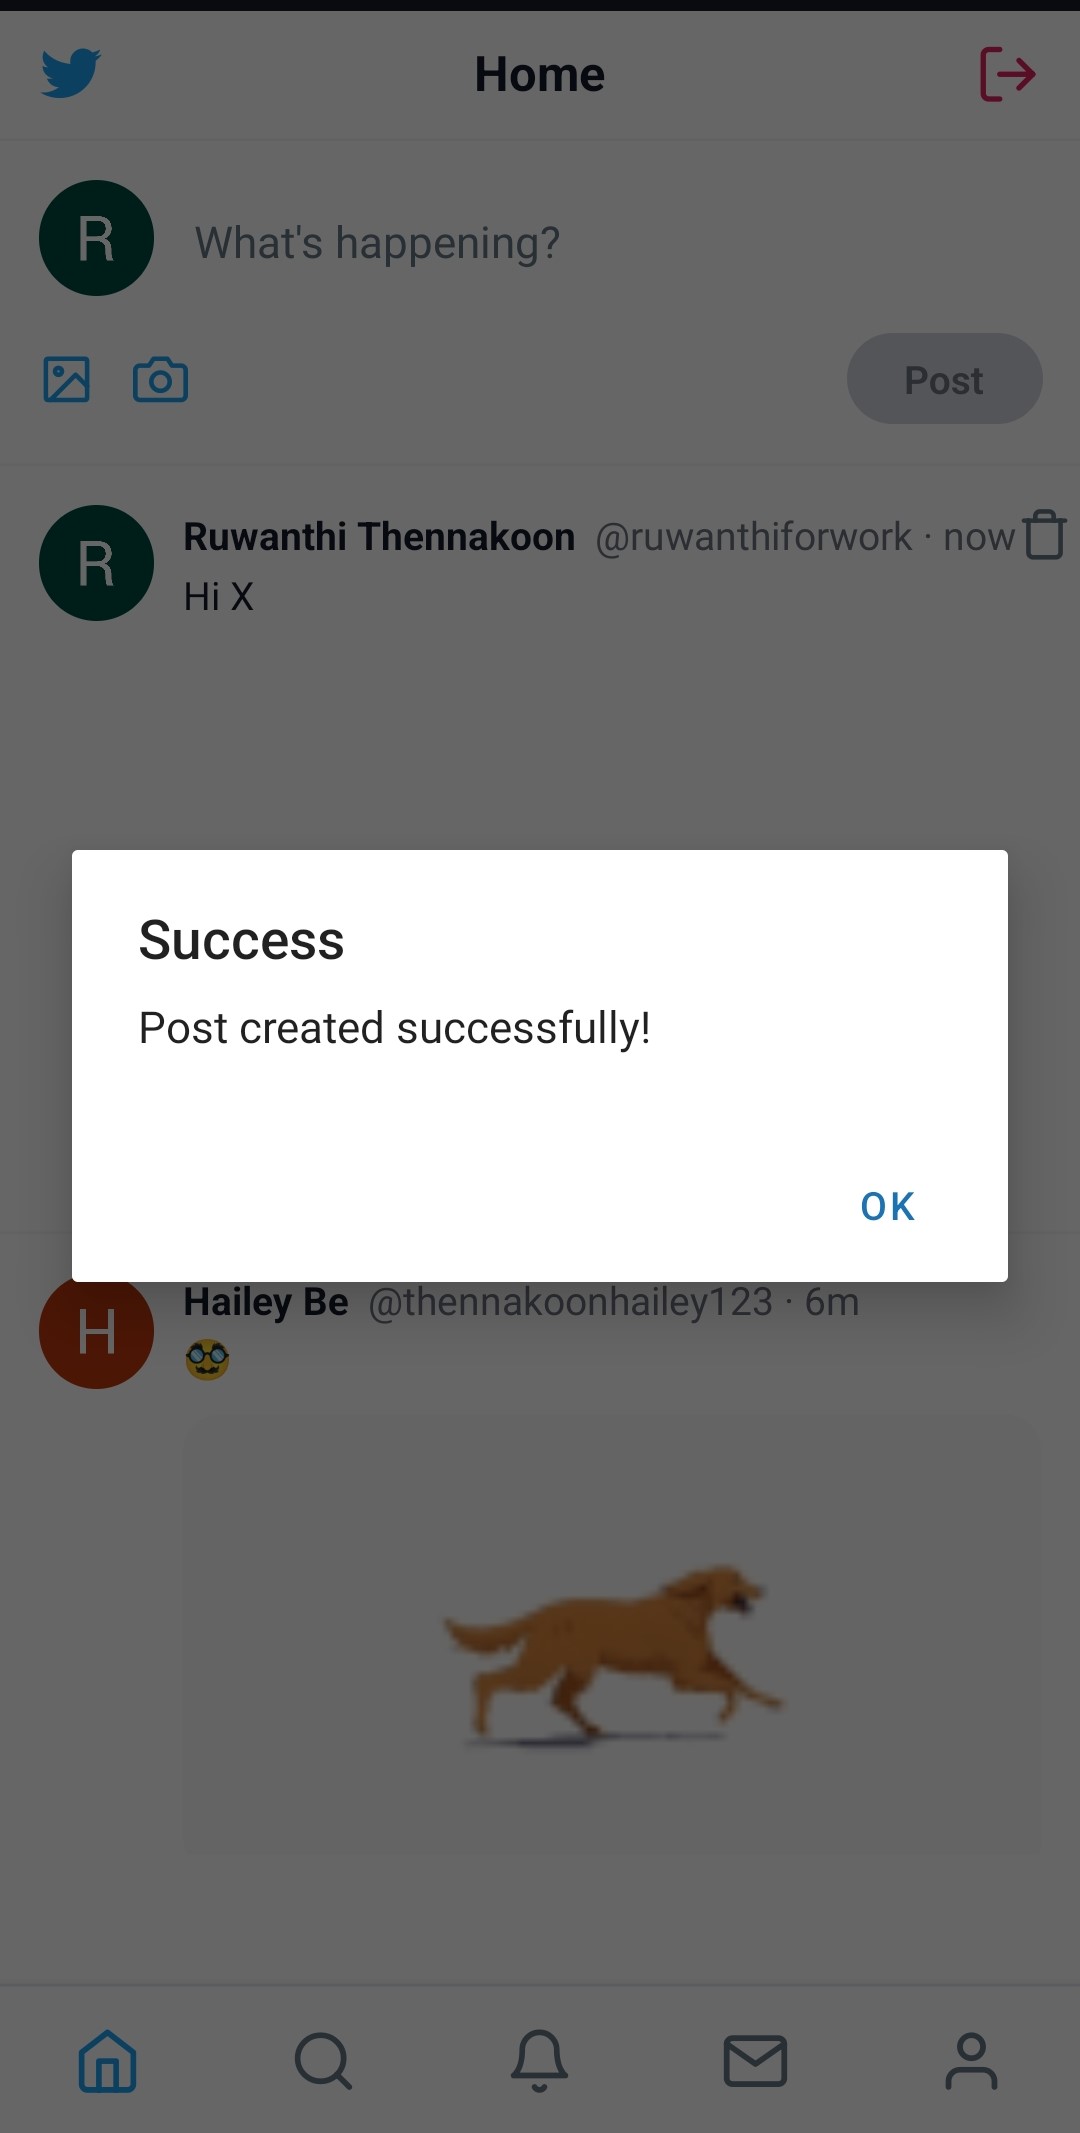 Home
R
What's happening?
Post
R
Ruwanthi Thennakoon @ruwanthiforwork · now
Hi X
Success
Post created successfully!
OK
H
Hailey Be @thennakoonhailey123 · 6m
🥸